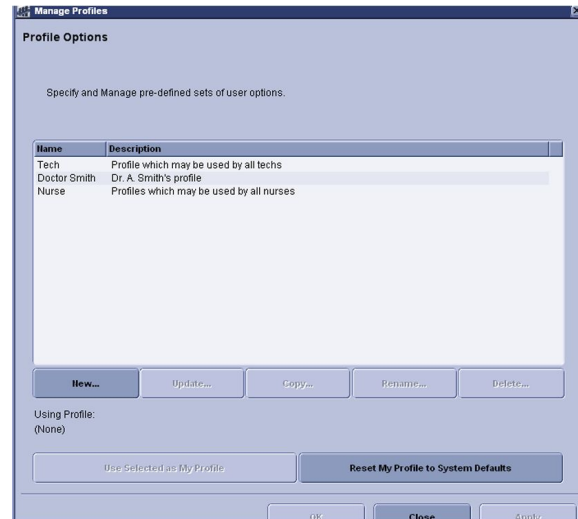 Manage Profiles
Profile Options
Specify and Manage pre-defined sets of user options.
Name Description
Tech Profile which may be used by all techs
Doctor Smith Dr. A. Smith's profile
Nurse Profiles which may be used by all nurses
New... Update... Copy... Rename... Delete...
Using Profile:
(None)
Use Selected as My Profile Reset My Profile to System Defaults
OK Close Apply